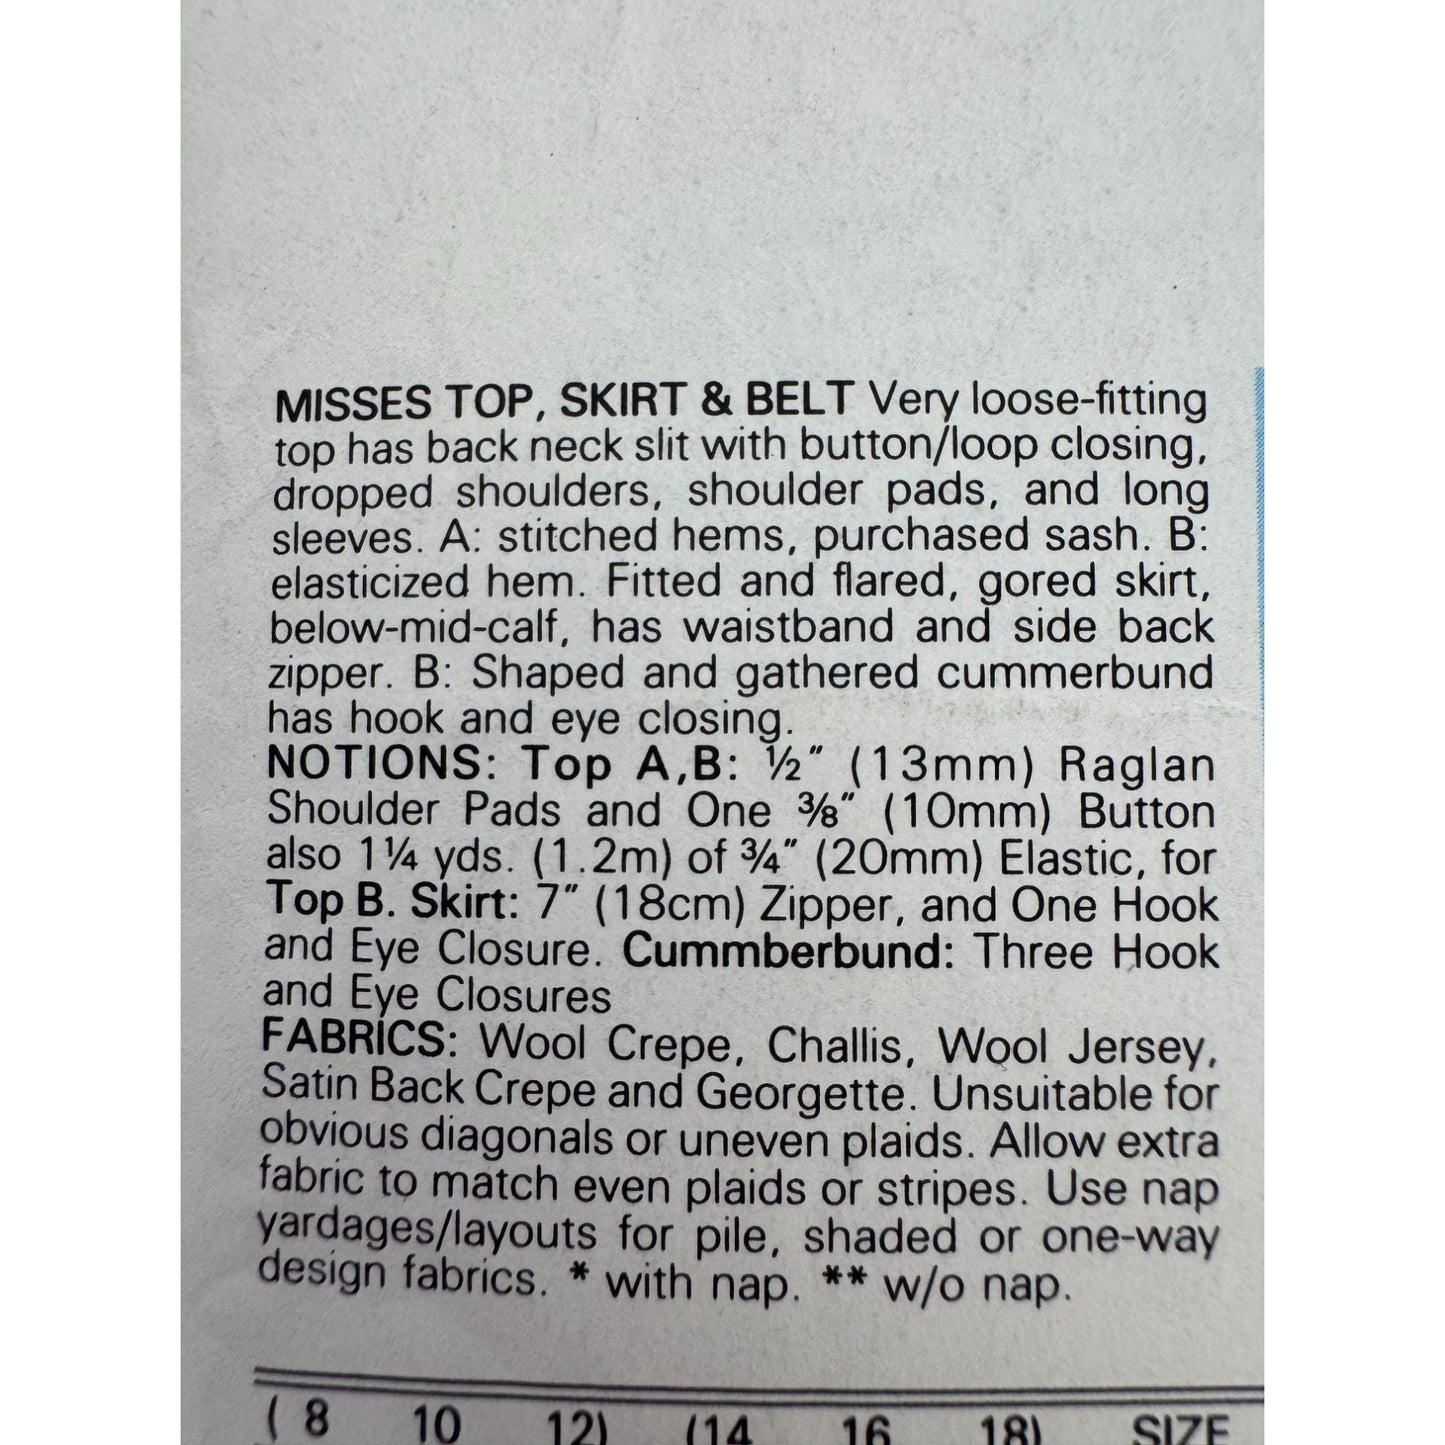 MISSES TOP, SKIRT & BELT Very loose-fitting
top has back neck slit with button/loop closing,
dropped shoulders, shoulder pads, and long
sleeves. A: stitched hems, purchased sash. B:
elasticized hem. Fitted and flared, gored skirt,
below-mid-calf, has waistband and side back
zipper. B: Shaped and gathered cummerbund
has hook and eye closing.
NOTIONS: Top A,B: ½" (13mm) Raglan
Shoulder Pads and One ⅜" (10mm) Button
also 1¼ yds. (1.2m) of ¾" (20mm) Elastic, for
Top B. Skirt: 7" (18cm) Zipper, and One Hook
and Eye Closure. Cummberbund: Three Hook
and Eye Closures
FABRICS: Wool Crepe, Challis, Wool Jersey,
Satin Back Crepe and Georgette. Unsuitable for
obvious diagonals or uneven plaids. Allow extra
fabric to match even plaids or stripes. Use nap
yardages/layouts for pile, shaded or one-way
design fabrics. * with nap. ** w/o nap.
( 8 10 12) (14 16 18) SIZE